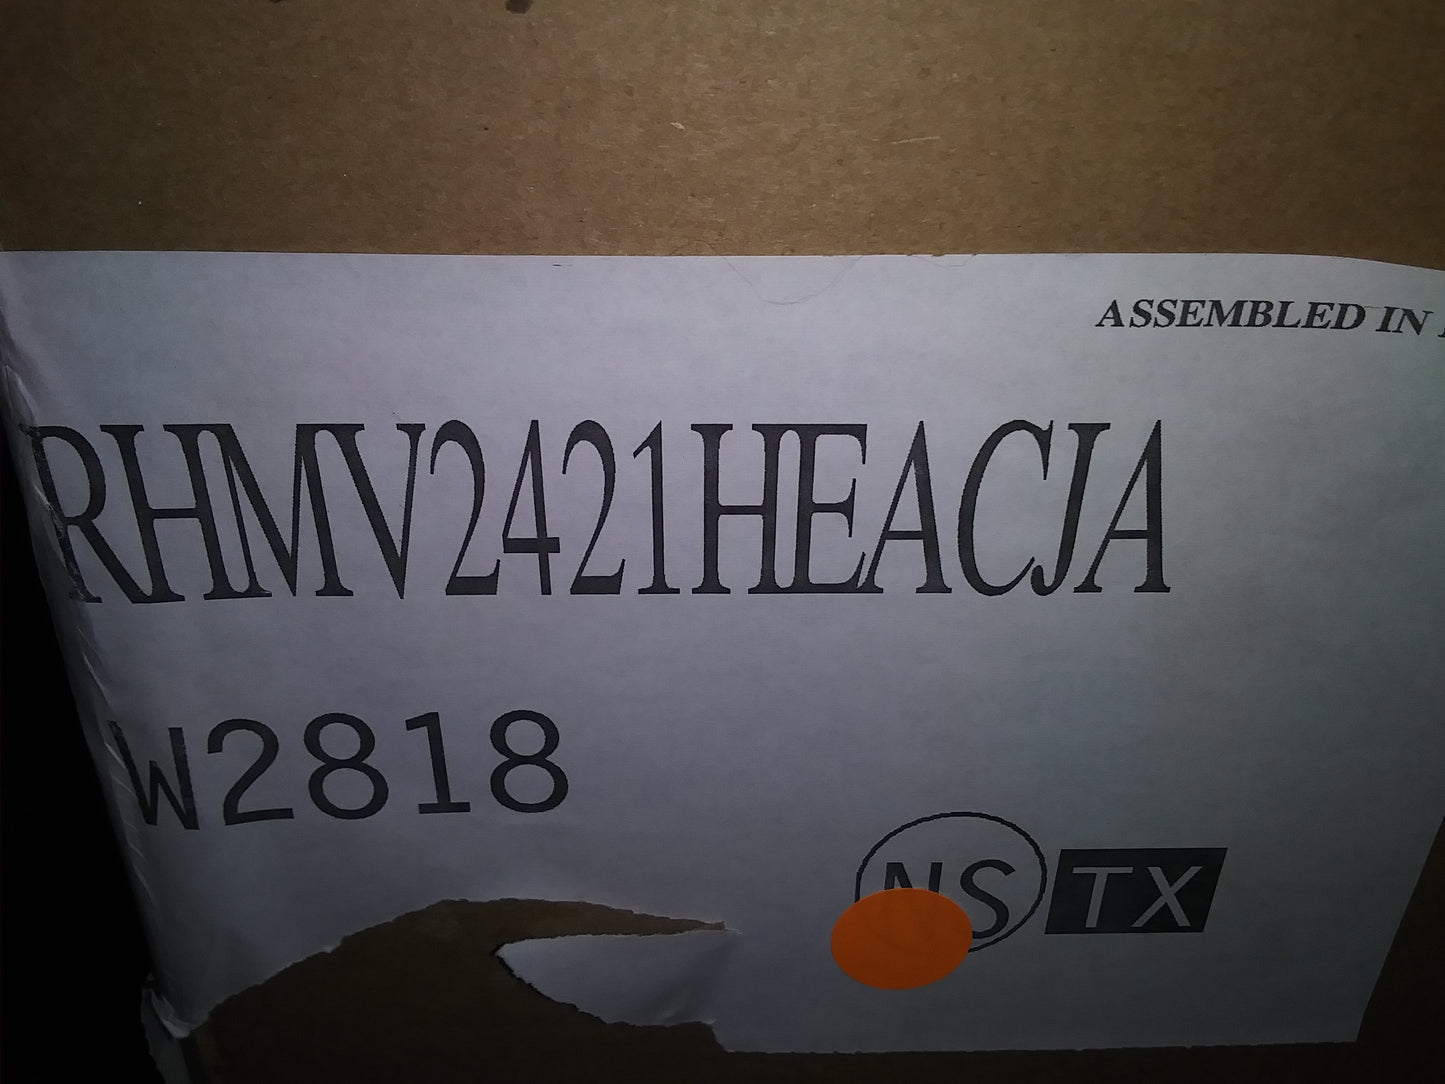 ASSEMBLED IN
RHMV2421HEACJA
W2818
NS TX